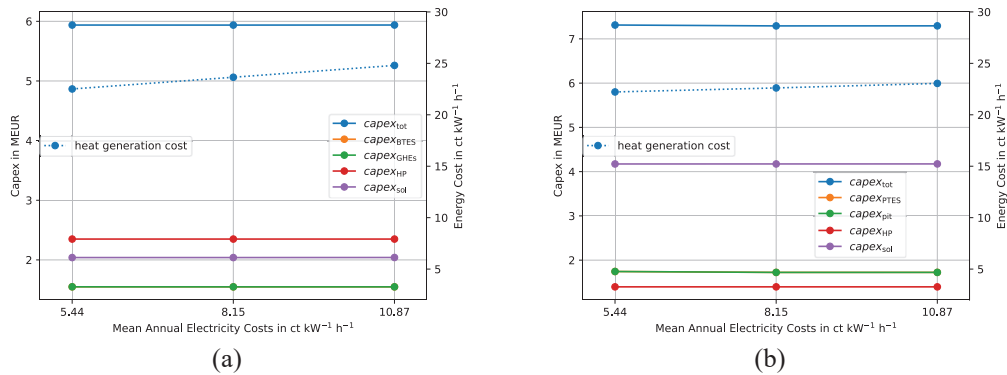 6
5
4
3
2
Capex in MEUR
30
25
20
15
10
5
Energy Cost in ct kW⁻¹ h⁻¹
heat generation cost
capex_tot
capex_BTES
capex_GHEs
capex_HP
capex_sol
5.44 8.15 10.87
Mean Annual Electricity Costs in ct kW⁻¹ h⁻¹
(a)
7
6
5
4
3
2
Capex in MEUR
30
25
20
15
10
5
Energy Cost in ct kW⁻¹ h⁻¹
heat generation cost
capex_tot
capex_PTES
capex_pit
capex_HP
capex_sol
5.44 8.15 10.87
Mean Annual Electricity Costs in ct kW⁻¹ h⁻¹
(b)